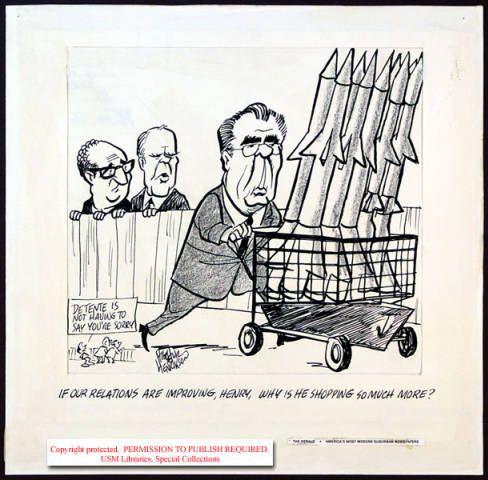 DETENTE IS
NOT HAVING TO
SAY YOU'RE SORRY
IF OUR RELATIONS ARE IMPROVING, HENRY, WHY IS HE SHOPPING SO MUCH MORE?
THE HERALD • AMERICA'S MOST MODERN SUBURBAN NEWSPAPERS
Copyright protected. PERMISSION TO PUBLISH REQUIRED.
USM Libraries, Special Collections